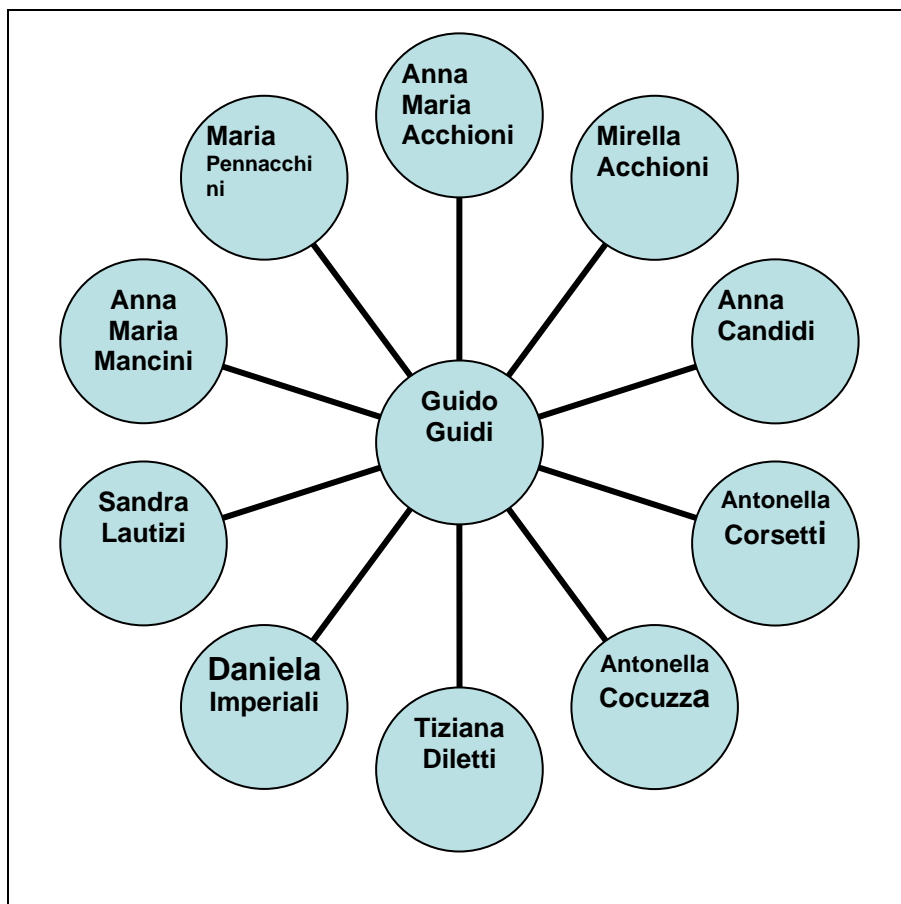 Anna
Maria
Acchioni
Maria
Pennacchi
ni
Mirella
Acchioni
Anna
Maria
Mancini
Anna
Candidi
Guido
Guidi
Sandra
Lautizi
Antonella
Corsetti
Daniela
Imperiali
Antonella
Cocuzza
Tiziana
Diletti